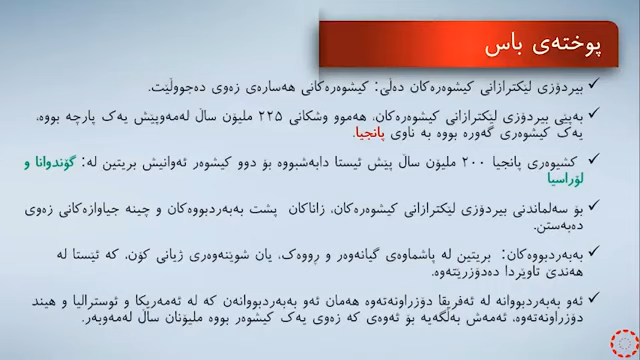 پوختەی باس
بیردۆزی لێکترازانی کیشوەرەکان دەڵێ: کیشوەرەکانی هەسارەی زەوی دەجووڵێت.
بەپێی بیردۆزی لێکترازانی کیشوەرەکان، هەموو وشکانی ٢٢٥ ملیۆن ساڵ لەمەوپێش یەک پارچە بووە،
یەک کیشوەری گەورە بووە بە ناوی پانجیا.
کشیوەری پانجیا ٢٠٠ ملیۆن ساڵ پێش ئیستا دابەشبووە بۆ دوو کیشوەر ئەوانیش بریتین لە: گۆندوانا و
لۆراسیا
بۆ سەلماندنی بیردۆزی لێکترازانی کیشوەرەکان، زاناکان پشت بەبەردبووەکان و چینە جیاوازەکانی زەوی
دەبەستن.
بەبەردبووەکان: بریتین لە پاشماوەی گیانەوەر و ڕووەک، یان شوێنەوەری ژیانی کۆن، کە ئێستا لە
هەندێ تاوێردا دەدۆزرێتەوە.
ئەو بەبەردبووانە لە ئەفریقا دۆزراونەتەوە هەمان ئەو بەبەردبووانەن کە لە ئەمەریکا و ئوسترالیا و هیند
دۆزراونەتەوە، ئەمەش بەڵگەیە بۆ ئەوەی کە زەوی یەک کیشوەر بووە ملیۆنان ساڵ لەمەوبەر.